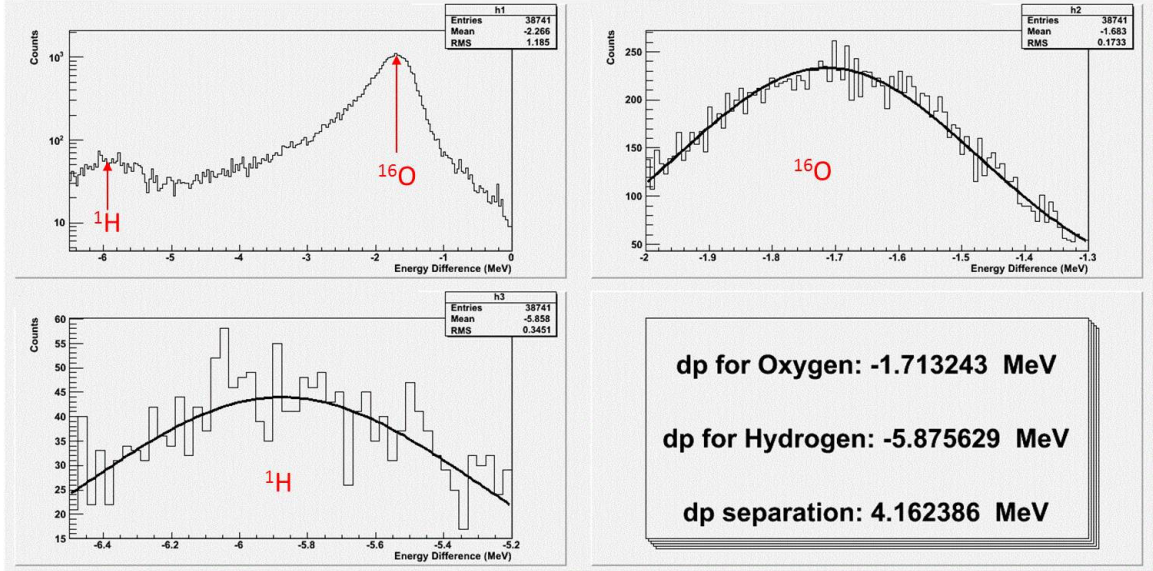 h1
Entries 38741
Mean -2.266
RMS 1.185
Counts
10³
10²
10
¹H
¹⁶O
-6 -5 -4 -3 -2 -1 0
Energy Difference (MeV)
h2
Entries 38741
Mean -1.683
RMS 0.1733
Counts
250
200
150
100
50
¹⁶O
-2 -1.9 -1.8 -1.7 -1.6 -1.5 -1.4 -1.3
Energy Difference (MeV)
h3
Entries 38741
Mean -5.858
RMS 0.3451
Counts
60
55
50
45
40
35
30
25
20
15
¹H
-6.4 -6.2 -6 -5.8 -5.6 -5.4 -5.2
Energy Difference (MeV)
dp for Oxygen: -1.713243 MeV
dp for Hydrogen: -5.875629 MeV
dp separation: 4.162386 MeV